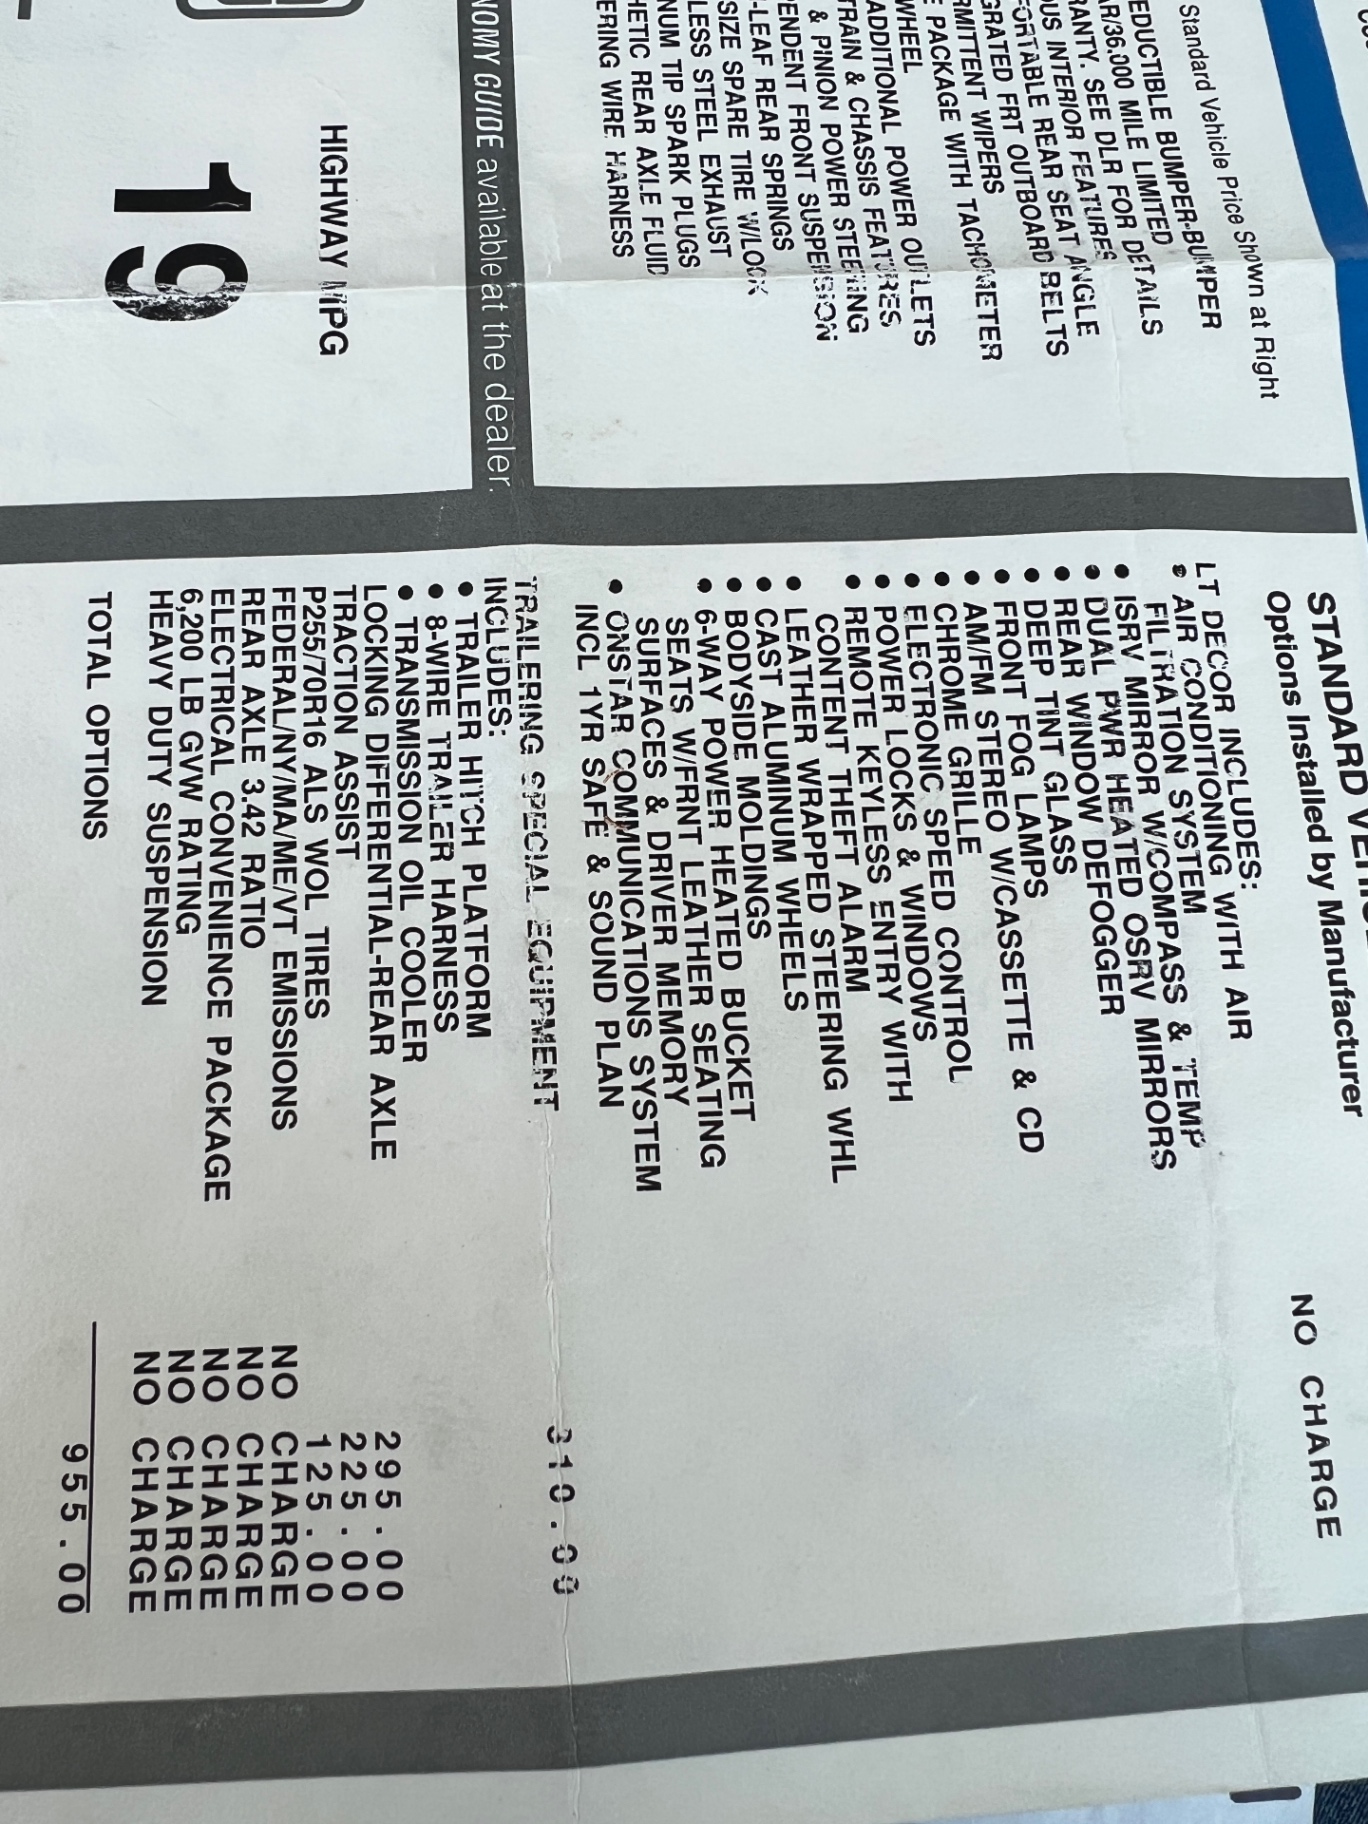 Standard Vehicle Price Shown at Right
EDUCTIBLE BUMPER-BUMPER
AR/36,000 MILE LIMITED
RANTY. SEE DLR FOR DETAILS
OUS INTERIOR FEATURES
FORTABLE REAR SEAT ANGLE
GRATED FRT OUTBOARD BELTS
RMITTENT WIPERS
E PACKAGE WITH TACHOMETER
WHEEL
ADDITIONAL POWER OUTLETS
TRAIN & CHASSIS FEATURES
& PINION POWER STEERING
PENDENT FRONT SUSPENSION
-LEAF REAR SPRINGS
SIZE SPARE TIRE W/LOCK
LESS STEEL EXHAUST
NUM TIP SPARK PLUGS
HETIC REAR AXLE FLUID
ERING WIRE HARNESS
NOMY GUIDE available at the dealer.
HIGHWAY MPG
19
STANDARD
Options Installed by Manufacturer
LT DECOR INCLUDES: NO CHARGE
• AIR CONDITIONING WITH AIR
FILTRATION SYSTEM
• ISRV MIRROR W/COMPASS & TEMP
• DUAL PWR HEATED OSRV MIRRORS
• REAR WINDOW DEFOGGER
• DEEP TINT GLASS
• FRONT FOG LAMPS
• AM/FM STEREO W/CASSETTE & CD
• CHROME GRILLE
• ELECTRONIC SPEED CONTROL
• POWER LOCKS & WINDOWS
• REMOTE KEYLESS ENTRY WITH
CONTENT THEFT ALARM
• LEATHER WRAPPED STEERING WHL
• CAST ALUMINUM WHEELS
• BODYSIDE MOLDINGS
• 6-WAY POWER HEATED BUCKET
SEATS W/FRNT LEATHER SEATING
SURFACES & DRIVER MEMORY
• ONSTAR COMMUNICATIONS SYSTEM
INCL 1YR SAFE & SOUND PLAN
TRAILERING SPECIAL EQUIPMENT 310.00
INCLUDES:
• TRAILER HITCH PLATFORM
• 8-WIRE TRAILER HARNESS
• TRANSMISSION OIL COOLER
LOCKING DIFFERENTIAL-REAR AXLE 295.00
TRACTION ASSIST 225.00
P255/70R16 ALS WOL TIRES 125.00
FEDERAL/NY/MA/ME/VT EMISSIONS NO CHARGE
REAR AXLE 3.42 RATIO NO CHARGE
ELECTRICAL CONVENIENCE PACKAGE NO CHARGE
6,200 LB GVW RATING NO CHARGE
HEAVY DUTY SUSPENSION NO CHARGE
TOTAL OPTIONS 955.00